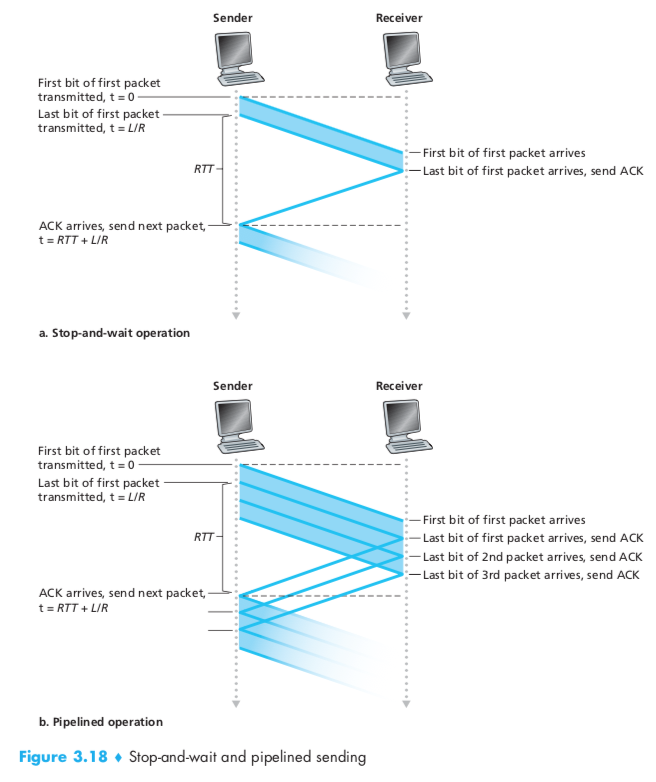 Sender Receiver
First bit of first packet
transmitted, t = 0
Last bit of first packet
transmitted, t = L/R
First bit of first packet arrives
RTT
Last bit of first packet arrives, send ACK
ACK arrives, send next packet,
t = RTT + L/R
a. Stop-and-wait operation
Sender Receiver
First bit of first packet
transmitted, t = 0
Last bit of first packet
transmitted, t = L/R
First bit of first packet arrives
RTT
Last bit of first packet arrives, send ACK
Last bit of 2nd packet arrives, send ACK
Last bit of 3rd packet arrives, send ACK
ACK arrives, send next packet,
t = RTT + L/R
b. Pipelined operation
Figure 3.18 ♦ Stop-and-wait and pipelined sending